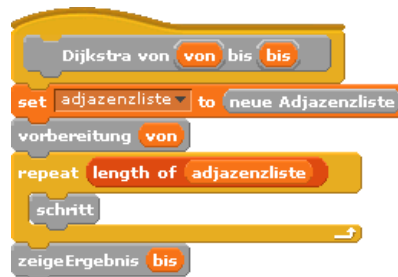 Dijkstra von von bis bis
set adjazenzliste to neue Adjazenzliste
vorbereitung von
repeat length of adjazenzliste
schritt
zeigeErgebnis bis